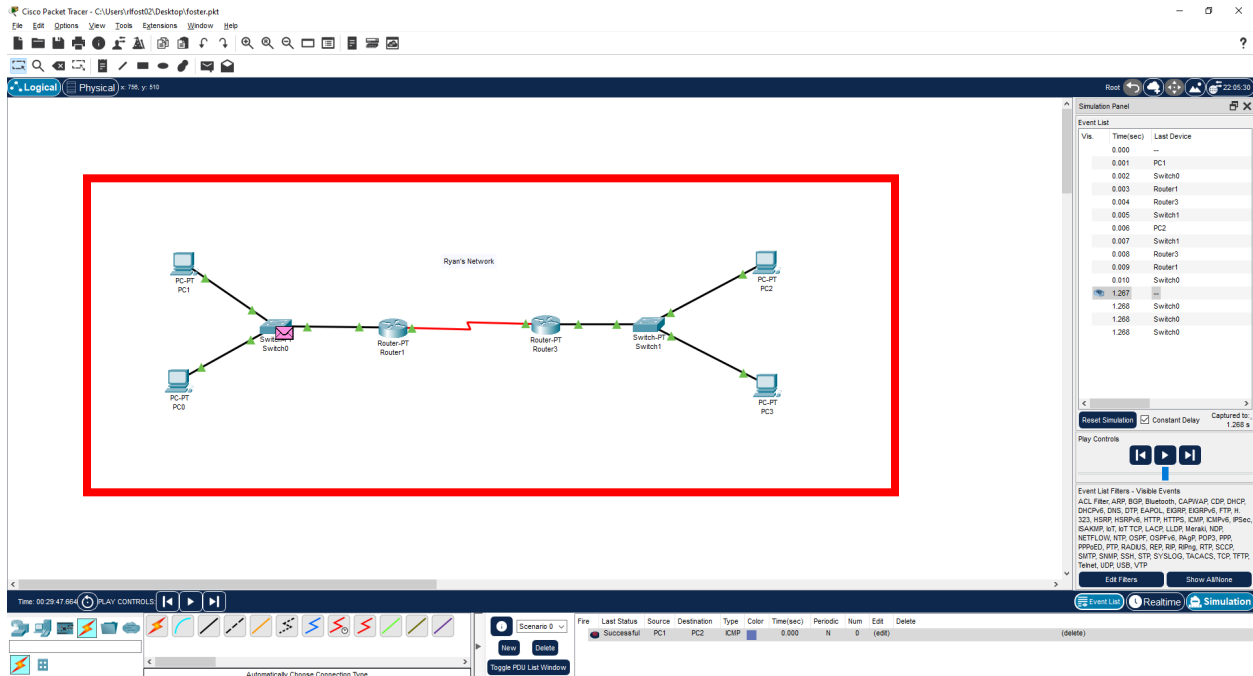 Cisco Packet Tracer - C:\Users\rlfost02\Desktop\foster.pkt
File Edit Options View Tools Extensions Window Help
?
Logical Physical x: 756, y: 510 Root 22:05:30
Simulation Panel
Event List
Vis. Time(sec) Last Device
0.000 --
0.001 PC1
0.002 Switch0
0.003 Router1
0.004 Router3
0.005 Switch1
0.006 PC2
0.007 Switch1
0.008 Router3
0.009 Router1
0.010 Switch0
1.267 --
1.268 Switch0
1.268 Switch0
1.268 Switch0
Ryan's Network
PC-PT
PC1
PC-PT
PC2
Switch0
Router-PT
Router1
Router-PT
Router3
Switch-PT
Switch1
PC-PT
PC0
PC-PT
PC3
Reset Simulation Constant Delay Captured to:
1.268 s
Play Controls
Event List Filters - Visible Events
ACL Filter, ARP, BGP, Bluetooth, CAPWAP, CDP, DHCP,
DHCPv6, DNS, DTP, EAPOL, EIGRP, EIGRPv6, FTP, H.
323, HSRP, HSRPv6, HTTP, HTTPS, ICMP, ICMPv6, IPSec,
ISAKMP, IoT, IoT TCP, LACP, LLDP, Meraki, NDP,
NETFLOW, NTP, OSPF, OSPFv6, PAgP, POP3, PPP,
PPPoED, PTP, RADIUS, REP, RIP, RIPng, RTP, SCCP,
SMTP, SNMP, SSH, STP, SYSLOG, TACACS, TCP, TFTP,
Telnet, UDP, USB, VTP
Edit Filters Show All/None
Time: 00:29:47.664 PLAY CONTROLS: Event List Realtime Simulation
Scenario 0
New Delete
Toggle PDU List Window
Fire Last Status Source Destination Type Color Time(sec) Periodic Num Edit Delete
Successful PC1 PC2 ICMP 0.000 N 0 (edit) (delete)
Automatically Choose Connection Type